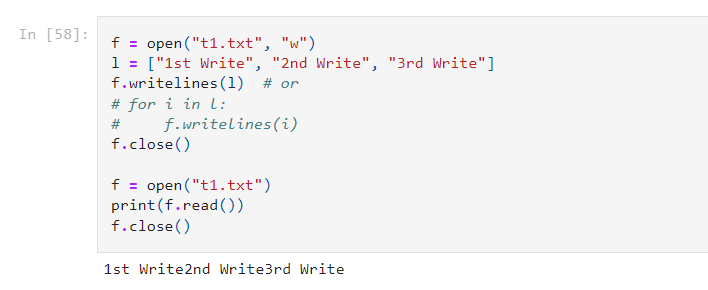 In [58]:
f = open("t1.txt", "w")
l = ["1st Write", "2nd Write", "3rd Write"]
f.writelines(l)  # or
# for i in l:
#     f.writelines(i)
f.close()

f = open("t1.txt")
print(f.read())
f.close()
1st Write2nd Write3rd Write